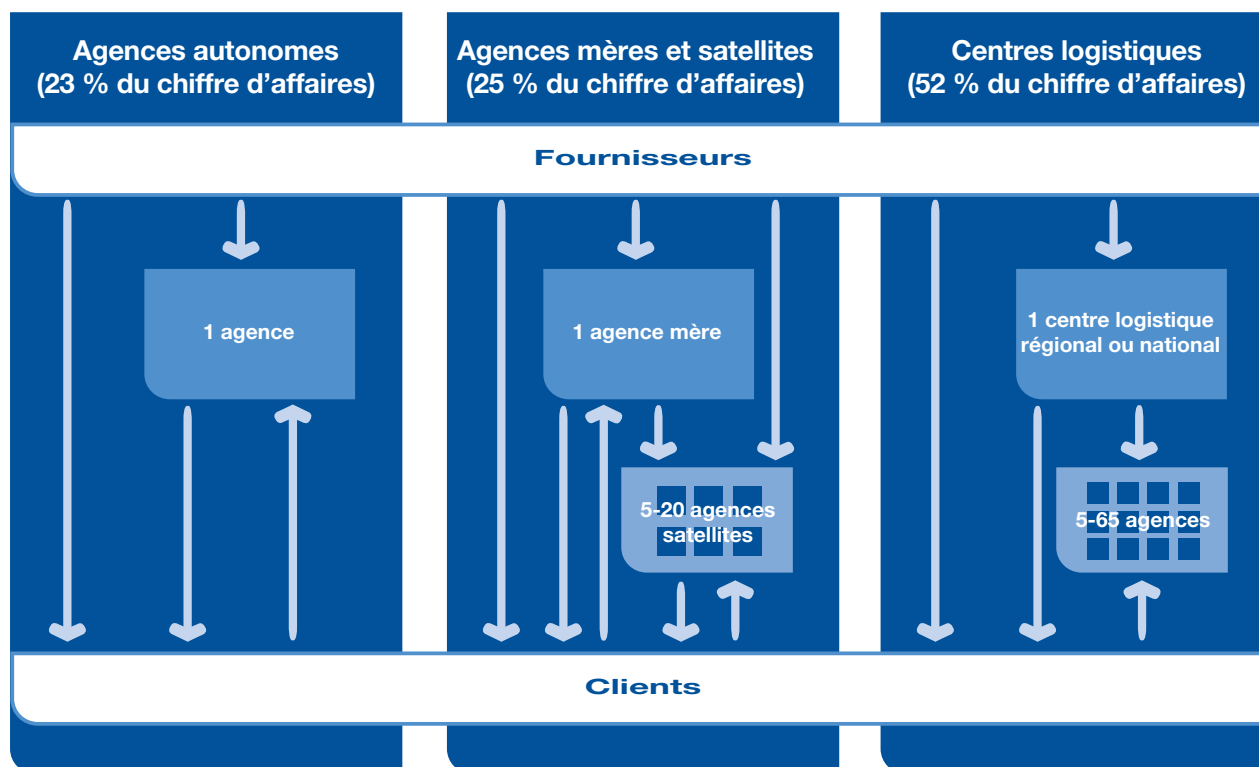 Agences autonomes
(23 % du chiffre d’affaires)
Agences mères et satellites
(25 % du chiffre d’affaires)
Centres logistiques
(52 % du chiffre d’affaires)
Fournisseurs
1 agence
1 agence mère
1 centre logistique
régional ou national
5-20 agences
satellites
5-65 agences
Clients